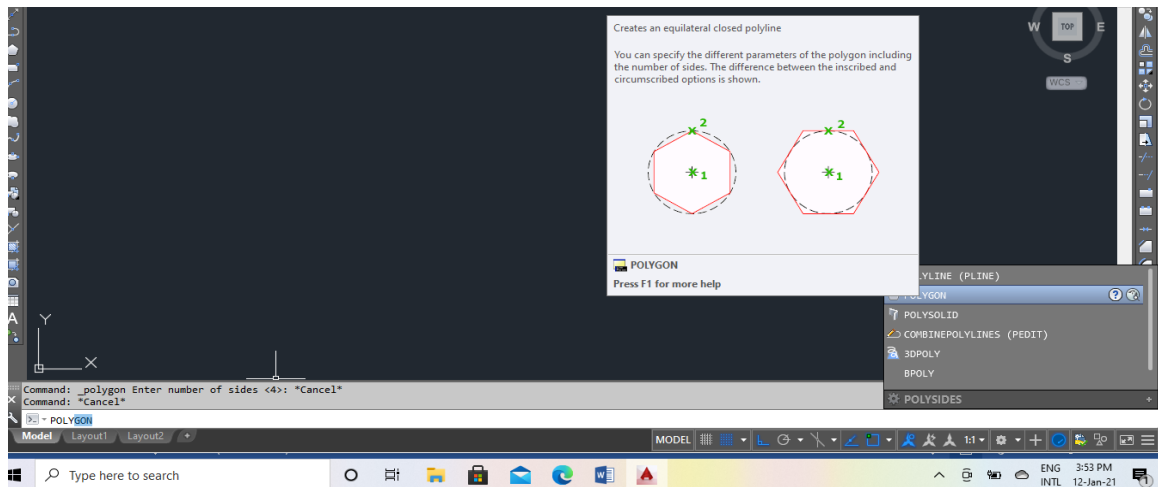 Creates an equilateral closed polyline
You can specify the different parameters of the polygon including
the number of sides. The difference between the inscribed and
circumscribed options is shown.
2
1
2
1
POLYGON
Press F1 for more help
W TOP E
S
WCS
YLINE (PLINE)
YGON
POLYSOLID
COMBINEPOLYLINES (PEDIT)
3DPOLY
BPOLY
POLYSIDES +
A
Y
X
Command: _polygon Enter number of sides <4>: *Cancel*
Command: *Cancel*
POLYGON
Model Layout1 Layout2 +
MODEL 1:1
Type here to search
ENG 3:53 PM
INTL 12-Jan-21
1